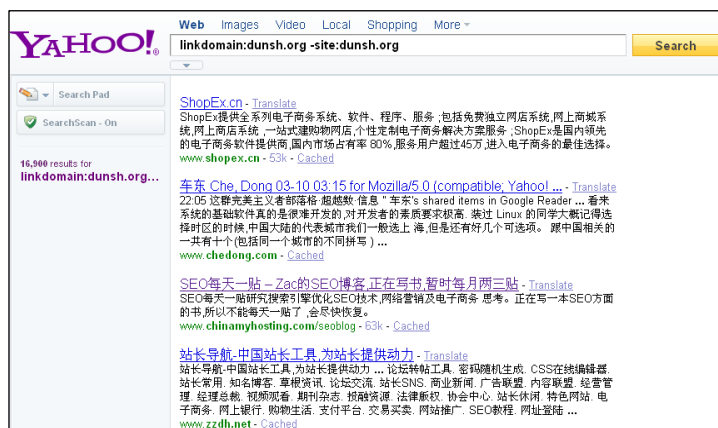 Web Images Video Local Shopping More
YAHOO!®
linkdomain:dunsh.org -site:dunsh.org
Search
Search Pad
SearchScan - On
16,900 results for
linkdomain:dunsh.org...
ShopEx.cn - Translate
ShopEx提供全系列电子商务系统、软件、程序、服务 ;包括免费独立网店系统,网上商城系
统,网上商店系统 ,一站式建购物网店,个性定制电子商务解决方案服务 ;ShopEx是国内领先
的电子商务软件提供商,国内市场占有率 80%,服务用户超过45万,进入电子商务的最佳选择。
www.shopex.cn - 53k - Cached
车东 Che, Dong 03-10 03:15 for Mozilla/5.0 (compatible; Yahoo! ... - Translate
22:05 这群完美主义者部落格·超越数·信息 " 车东's shared items in Google Reader ... 看来
系统的基础软件真的是很难开发的,对开发者的素质要求极高. 装过 Linux 的同学大概记得选
择时区的时候,中国大陆的代表城市我们一般选上 海,但是还有好几个可选项。 跟中国相关的
一共有十个(包括同一个城市的不同拼写 ) ...
www.chedong.com - Cached
SEO每天一贴 – Zac的SEO博客,正在写书,暂时每月两三贴 - Translate
SEO每天一贴研究搜索引擎优化SEO技术,网络营销及电子商务 思考。正在写一本SEO方面
的书,所以不能每天一贴了 ,会尽快恢复。
www.chinamyhosting.com/seoblog - 63k - Cached
站长导航-中国站长工具,为站长提供动力 - Translate
站长导航-中国站长工具,为站长提供动力 ... 论坛转帖工具. 密码随机生成. CSS在线编辑器.
站长常用. 知名博客. 草根资讯. 论坛交流. 站长SNS. 商业新闻. 广告联盟. 内容联盟. 经营管
理. 经理总裁. 视频观看. 期刊杂志. 投融资源. 法律版权. 协会中心. 站长休闲. 特色网站. 电
子商务. 网上银行. 购物生活. 支付平台. 交易买卖. 网站推广. SEO教程. 网址登陆 ...
www.zzdh.net - Cached